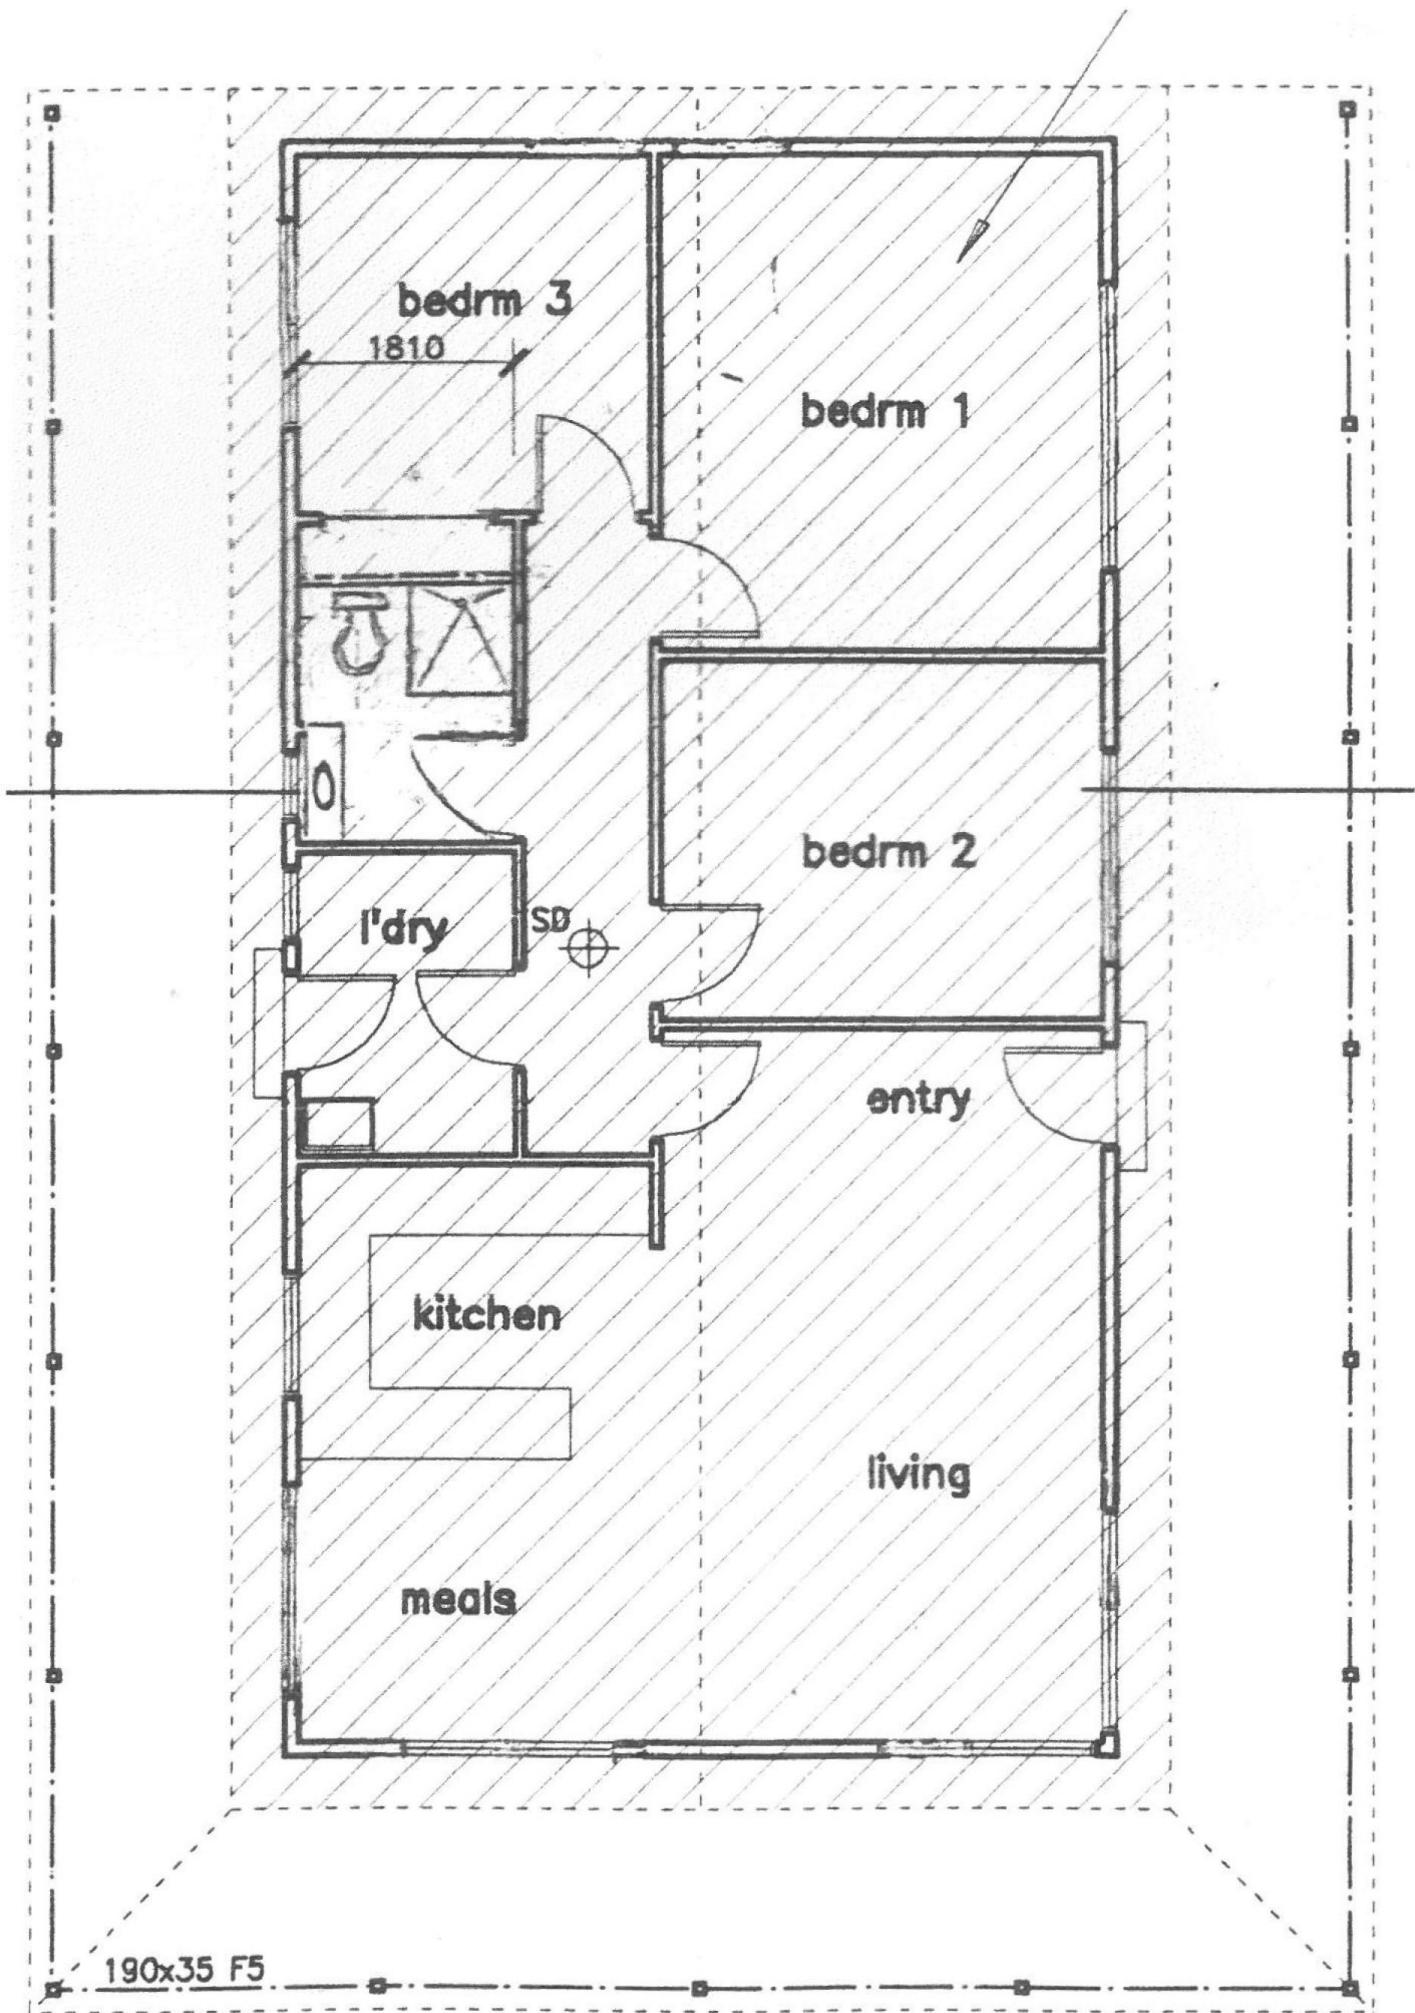 bedrm 3
1810
bedrm 1
bedrm 2
l'dry
SD
entry
kitchen
living
meals
190x35 F5